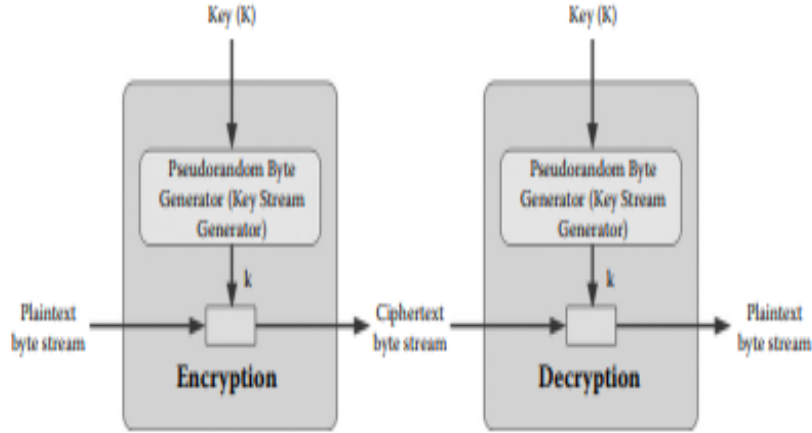 Key (K)
Pseudorandom Byte
Generator (Key Stream
Generator)
k
Plaintext
byte stream
Encryption
Ciphertext
byte stream
Key (K)
Pseudorandom Byte
Generator (Key Stream
Generator)
k
Decryption
Plaintext
byte stream